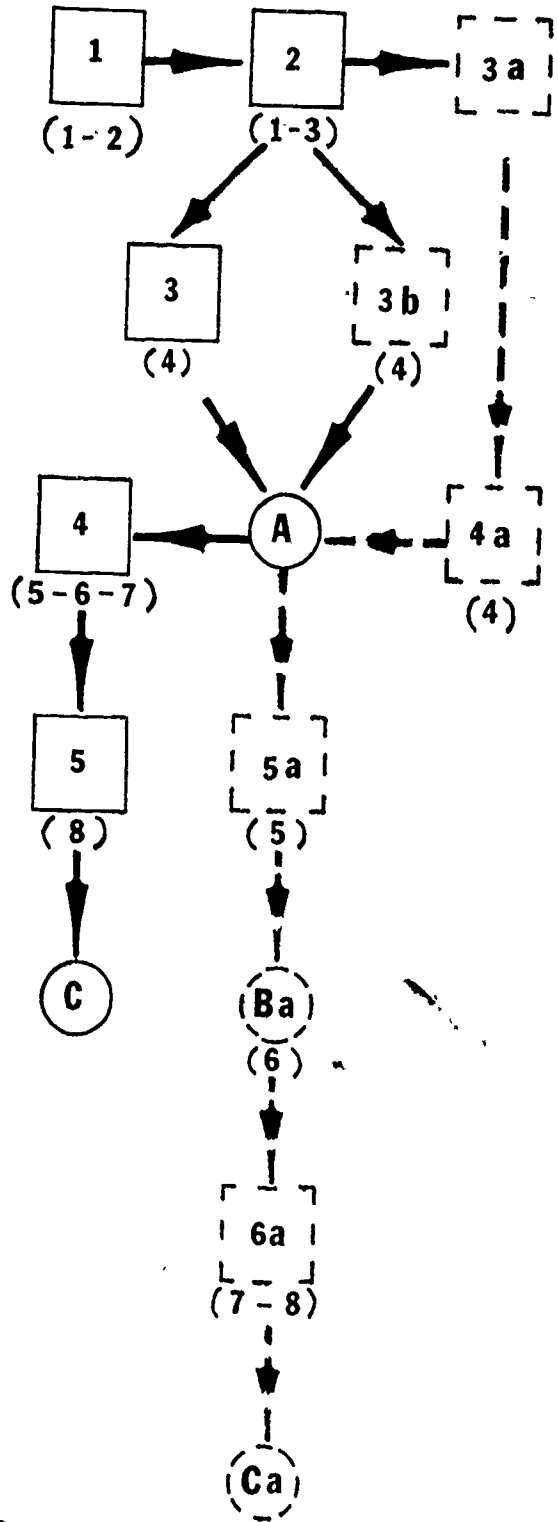 1 2 3a
(1-2) (1-3)
3 3b
(4) (4)
4 A 4a
(5-6-7) (4)
5 5a
(8) (5)
C Ba
(6)
6a
(7-8)
Ca